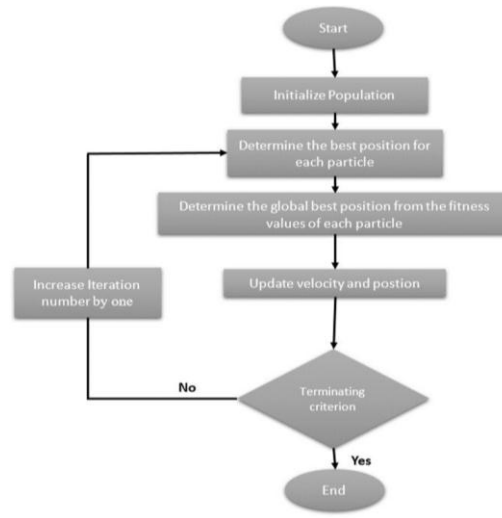 Start
Initialize Population
Determine the best position for
each particle
Determine the global best position from the fitness
values of each particle
Update velocity and postion
Increase Iteration
number by one
Terminating
criterion
No
Yes
End